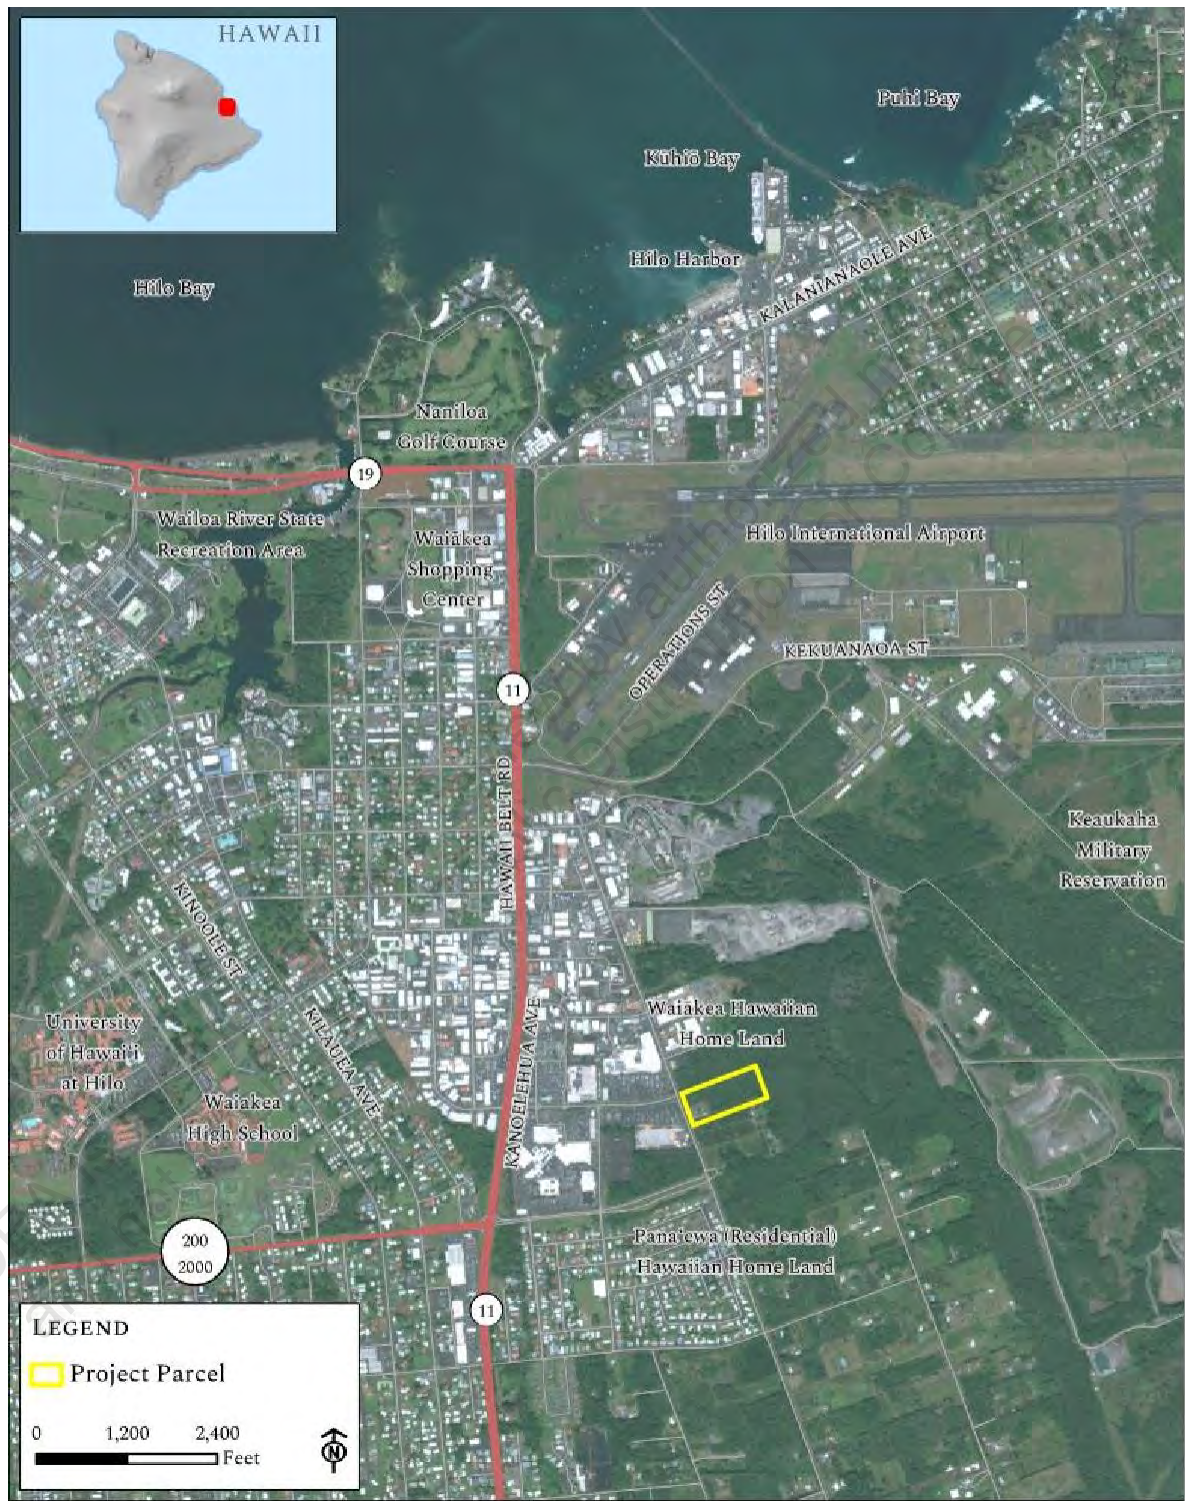 HAWAII
Puhi Bay
Kūhiō Bay
Hilo Harbor
KALANIANAOLE AVE
Hilo Bay
Naniloa
Golf Course
19
Wailoa River State
Recreation Area
Waiākea
Shopping
Center
Hilo International Airport
OPERATIONS ST
KEKUANAOA ST
11
HAWAII BELT RD
Keaukaha
Military
Reservation
KINOOLE ST
KILAUEA AVE
KANOELEHUA AVE
University
of Hawai'i
at Hilo
Waiakea
High School
Waiākea Hawaiian
Home Land
200
2000
Pana'ewa (Residential)
Hawaiian Home Land
11
LEGEND
Project Parcel
0 1,200 2,400
Feet
N